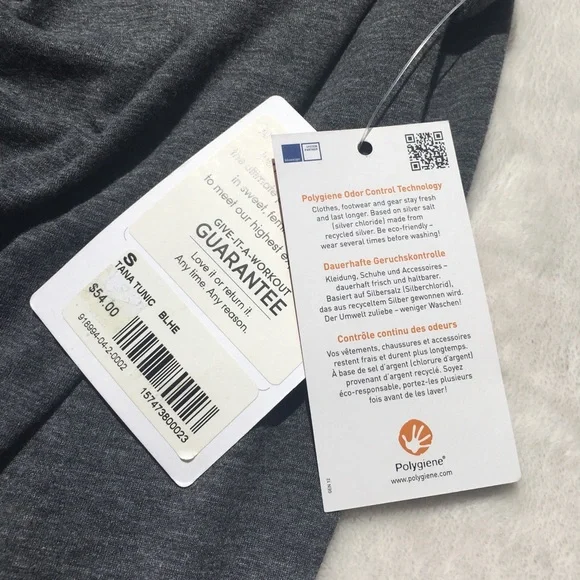 in sweet, fer
to meet our highest e
GIVE-IT-A-WORKOUT
GUARANTEE
Love it or return it.
Any time. Any reason.
S
TANA TUNIC BLHE
$54.00
918994-04-2-0002
157473800023
Polygiene Odor Control Technology
Clothes, footwear and gear stay fresh
and last longer. Based on silver salt
(silver chloride) made from
recycled silver. Be eco-friendly –
wear several times before washing!
Dauerhafte Geruchskontrolle
Kleidung, Schuhe und Accessories –
dauerhaft frisch und haltbarer.
Basiert auf Silbersalz (Silberchlorid),
das aus recyceltem Silber gewonnen wird.
Der Umwelt zuliebe – weniger Waschen!
Contrôle continu des odeurs
Vos vêtements, chaussures et accessoires
restent frais et durent plus longtemps.
À base de sel d'argent (chlorure d'argent)
provenant d'argent recyclé. Soyez
éco-responsable, portez-les plusieurs
fois avant de les laver!
Polygiene®
www.polygiene.com